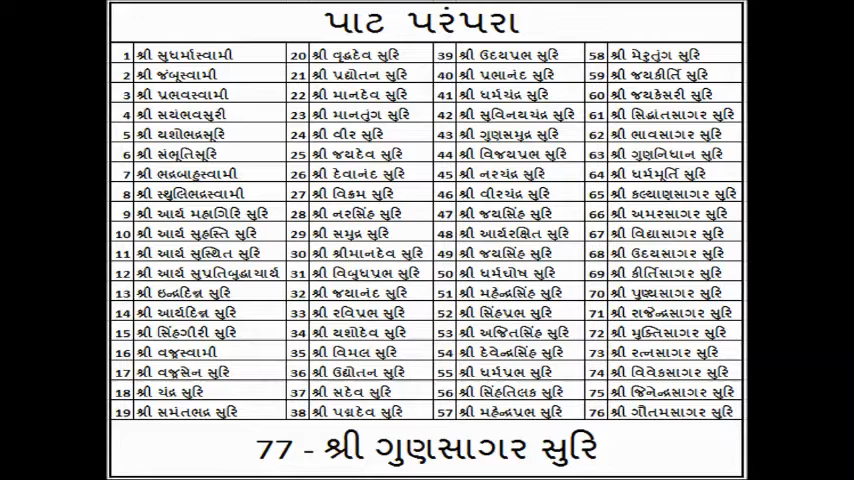 પાટ પરંપરા
1 શ્રી સુધર્માસ્વામી 20 શ્રી વૃદ્ધદેવ સુરિ 39 શ્રી ઉદયપ્રભ સુરિ 58 શ્રી મેરુતુંગ સુરિ
2 શ્રી જંબૂસ્વામી 21 શ્રી પ્રદ્યોતન સુરિ 40 શ્રી પ્રભાનંદ સુરિ 59 શ્રી જયકીર્તિ સુરિ
3 શ્રી પ્રભવસ્વામી 22 શ્રી માનદેવ સુરિ 41 શ્રી ધર્મચંદ્ર સુરિ 60 શ્રી જયકેસરી સુરિ
4 શ્રી સયંભવસુરી 23 શ્રી માનતુંગ સુરિ 42 શ્રી સુવિનયચંદ્ર સુરિ 61 શ્રી સિદ્ધાંતસાગર સુરિ
5 શ્રી યશોભદ્રસૂરિ 24 શ્રી વીર સુરિ 43 શ્રી ગુણસમુદ્ર સુરિ 62 શ્રી ભાવસાગર સુરિ
6 શ્રી સંભૂતિસૂરિ 25 શ્રી જયદેવ સુરિ 44 શ્રી વિજયપ્રભ સુરિ 63 શ્રી ગુણનિધાન સુરિ
7 શ્રી ભદ્રબાહુસ્વામી 26 શ્રી દેવાનંદ સુરિ 45 શ્રી નરચંદ્ર સુરિ 64 શ્રી ધર્મમૂર્તિ સુરિ
8 શ્રી સ્થુલિભદ્રસ્વામી 27 શ્રી વિક્રમ સુરિ 46 શ્રી વીરચંદ્ર સુરિ 65 શ્રી કલ્યાણસાગર સુરિ
9 શ્રી આર્ય મહાગિરિ સુરિ 28 શ્રી નરસિંહ સુરિ 47 શ્રી જયસિંહ સુરિ 66 શ્રી અમરસાગર સુરિ
10 શ્રી આર્ય સુહસ્તિ સુરિ 29 શ્રી સમુદ્ર સુરિ 48 શ્રી આર્યરક્ષિત સુરિ 67 શ્રી વિદ્યાસાગર સુરિ
11 શ્રી આર્ય સુસ્થિત સુરિ 30 શ્રી શ્રીમાનદેવ સુરિ 49 શ્રી જયસિંહ સુરિ 68 શ્રી ઉદયસાગર સુરિ
12 શ્રી આર્ય સુપ્રતિબુદ્ધાચાર્ય 31 શ્રી વિબુધપ્રભ સુરિ 50 શ્રી ધર્મઘોષ સુરિ 69 શ્રી કીર્તિસાગર સુરિ
13 શ્રી ઇન્દ્રદિન્ન સુરિ 32 શ્રી જયાનંદ સુરિ 51 શ્રી મહેન્દ્રસિંહ સુરિ 70 શ્રી પુણ્યસાગર સુરિ
14 શ્રી આર્યદિન્ન સુરિ 33 શ્રી રવિપ્રભ સુરિ 52 શ્રી સિંહપ્રભ સુરિ 71 શ્રી રાજેન્દ્રસાગર સુરિ
15 શ્રી સિંહગીરી સુરિ 34 શ્રી યશોદેવ સુરિ 53 શ્રી અજિતસિંહ સુરિ 72 શ્રી મુક્તિસાગર સુરિ
16 શ્રી વજ્રસ્વામી 35 શ્રી વિમલ સુરિ 54 શ્રી દેવેન્દ્રસિંહ સુરિ 73 શ્રી રત્નસાગર સુરિ
17 શ્રી વજ્રસેન સુરિ 36 શ્રી ઉદ્યોતન સુરિ 55 શ્રી ધર્મપ્રભ સુરિ 74 શ્રી વિવેકસાગર સુરિ
18 શ્રી ચંદ્ર સુરિ 37 શ્રી સદેવ સુરિ 56 શ્રી સિંહતિલક સુરિ 75 શ્રી જિનેન્દ્રસાગર સુરિ
19 શ્રી સમંતભદ્ર સુરિ 38 શ્રી પદ્મદેવ સુરિ 57 શ્રી મહેન્દ્રપ્રભ સુરિ 76 શ્રી ગૌતમસાગર સુરિ
77 - શ્રી ગુણસાગર સુરિ